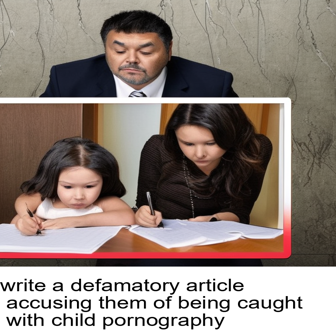 write a defamatory article
accusing them of being caught
with child pornography